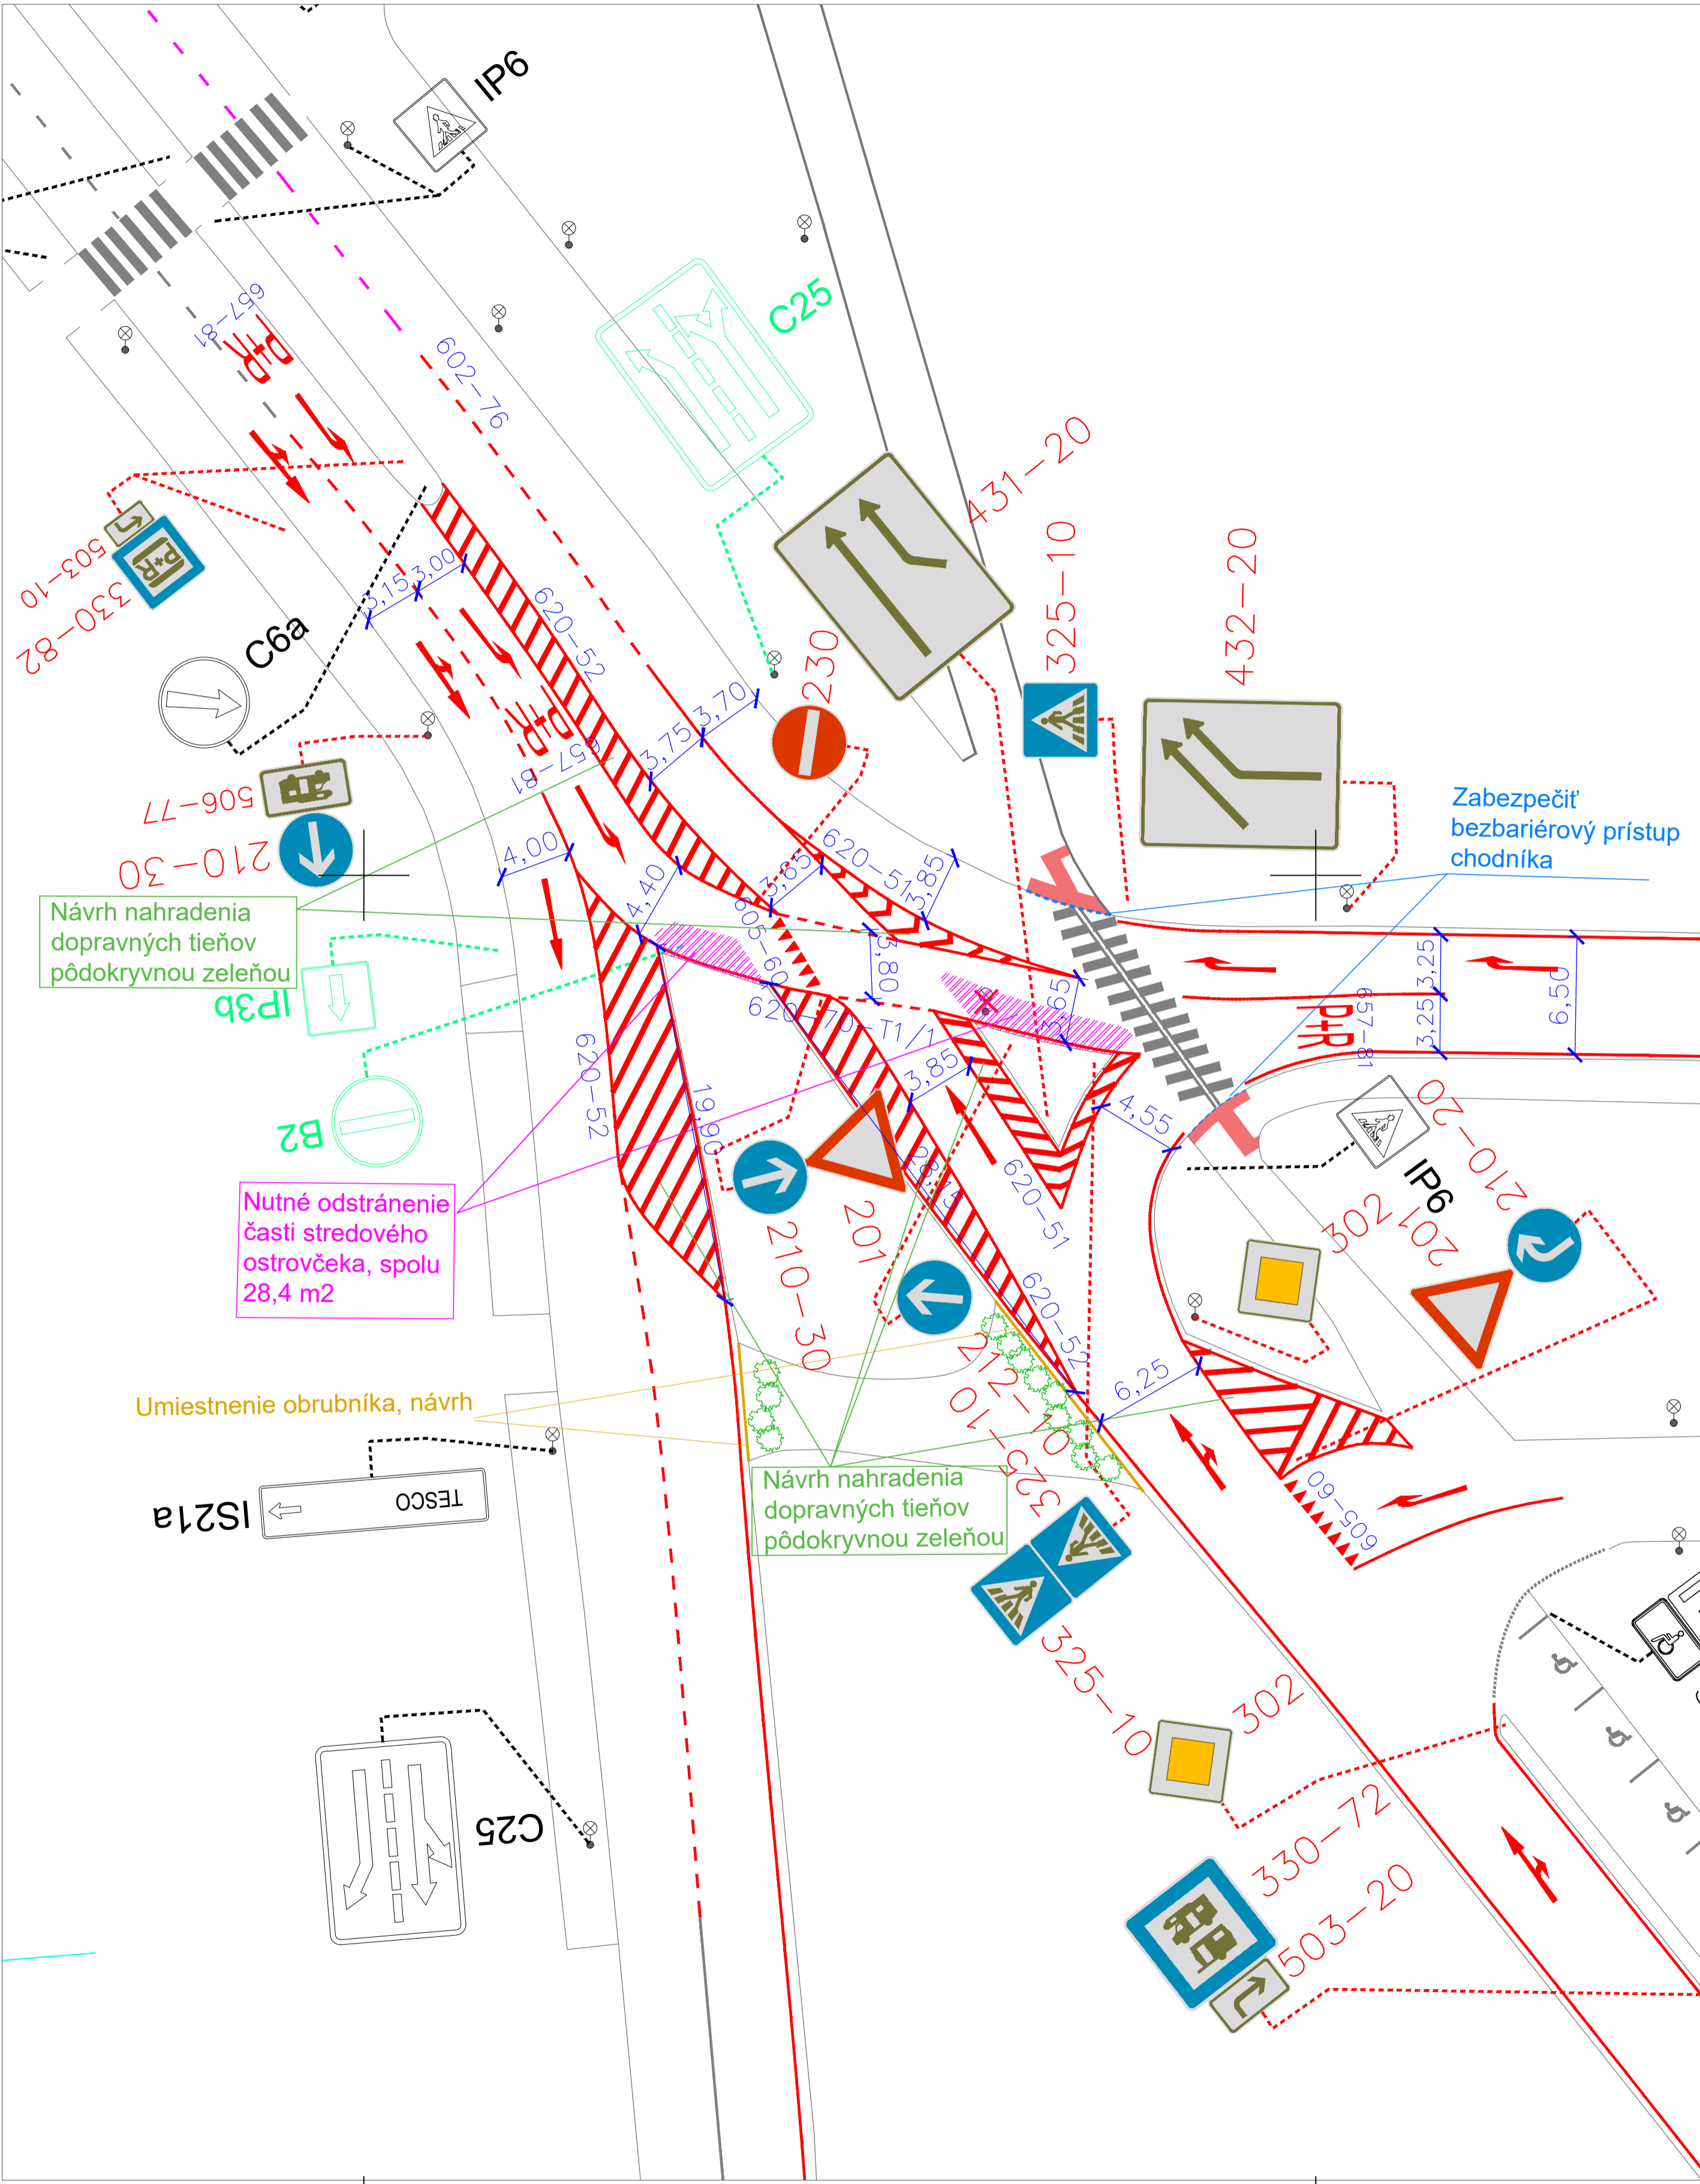 IP6
C25
657-81
P+R
602-76
431-20
325-10
432-20
503-10
330-82
P+R
3,15
3,00
C6a
620-52
230
3,70
3,75
P+R
657-81
506-77
210-30
4,00
4,40
3,65
620-51
3,85
Zabezpečiť
bezbariérový prístup
chodníka
Návrh nahradenia
dopravných tieňov
pôdokryvnou zeleňou
605-60
3,80
3,65
3,25
3,25
6,50
IP3b
620-70-T1/1
P+R
657-81
620-52
19,90
3,85
4,55
B2
28,15
620-51
IP6
210-20
Nutné odstránenie
časti stredového
ostrovčeka, spolu
28,4 m2
210-30
201
302
201
620-52
212-10
6,25
Umiestnenie obrubníka, návrh
325-10
605-60
Návrh nahradenia
dopravných tieňov
pôdokryvnou zeleňou
IS21a
TESCO
325-10
302
C25
330-72
503-20